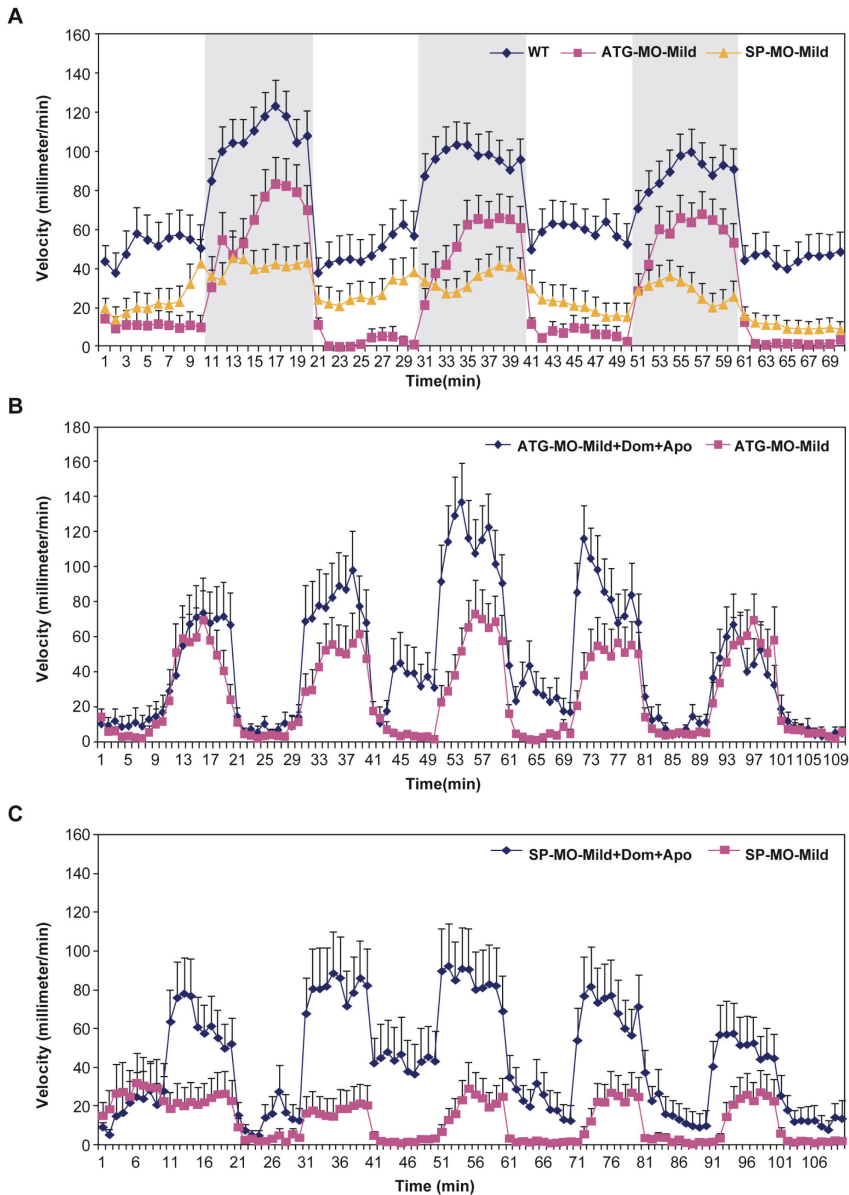 A
160
140
120
100
80
60
40
20
0
Velocity (millimeter/min)
WT ATG-MO-Mild SP-MO-Mild
1 3 5 7 9 11 13 15 17 19 21 23 25 27 29 31 33 35 37 39 41 43 45 47 49 51 53 55 57 59 61 63 65 67 69
Time(min)
B
180
160
140
120
100
80
60
40
20
0
Velocity (millimeter/min)
ATG-MO-Mild+Dom+Apo ATG-MO-Mild
1 5 9 13 17 21 25 29 33 37 41 45 49 53 57 61 65 69 73 77 81 85 89 93 97 101 105 109
Time(min)
C
160
140
120
100
80
60
40
20
0
Velocity (millimeter/min)
SP-MO-Mild+Dom+Apo SP-MO-Mild
1 6 11 16 21 26 31 36 41 46 51 56 61 66 71 76 81 86 91 96 101 106
Time (min)